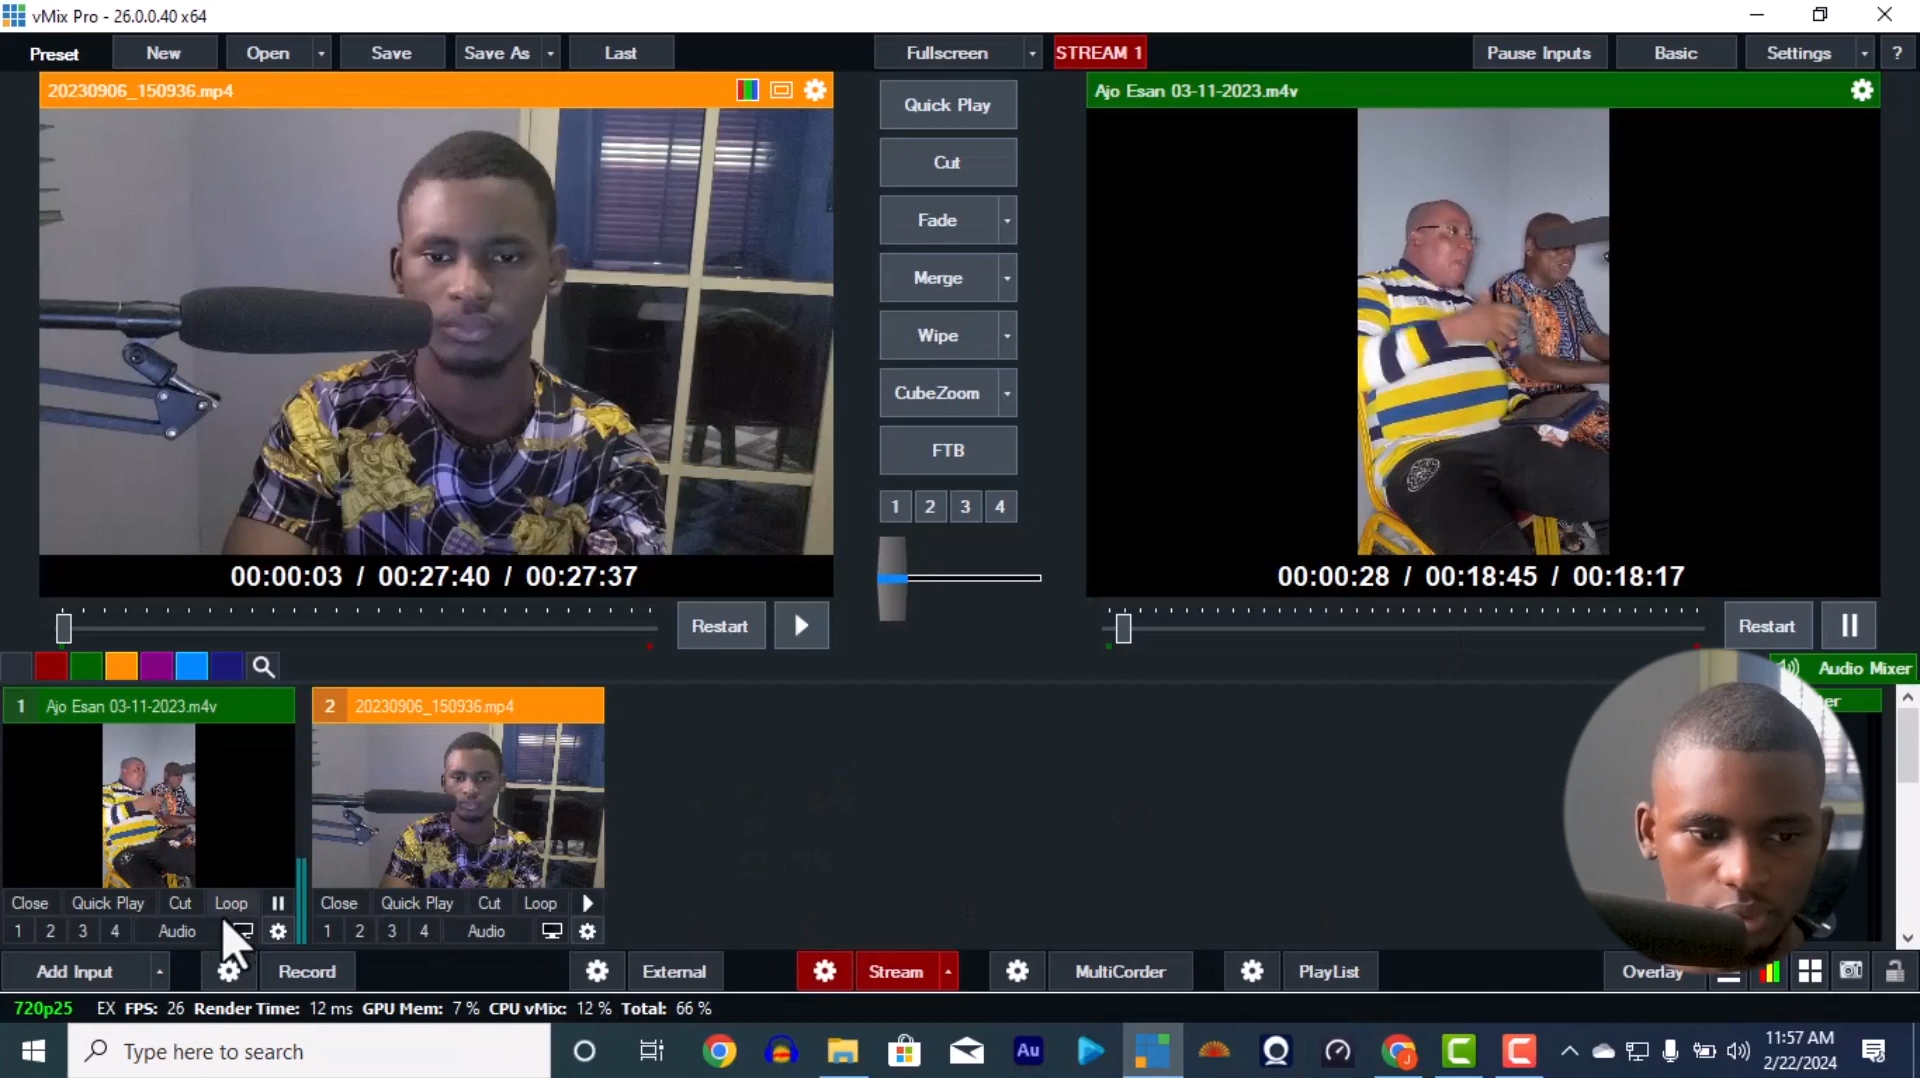 vMix Pro - 26.0.0.40 x64
Preset New Open Save Save As Last Fullscreen STREAM 1 Pause Inputs Basic Settings ?
20230906_150936.mp4
Ajo Esan 03-11-2023.m4v
Quick Play
Cut
Fade
Merge
Wipe
CubeZoom
FTB
1 2 3 4
00:00:03 / 00:27:40 / 00:27:37
00:00:28 / 00:18:45 / 00:18:17
Restart
Restart
Audio Mixer
1 Ajo Esan 03-11-2023.m4v
2 20230906_150936.mp4
er
Close Quick Play Cut Loop
Close Quick Play Cut Loop
1 2 3 4 Audio
1 2 3 4 Audio
Add Input Record External Stream MultiCorder PlayList Overlay
720p25 EX FPS: 26 Render Time: 12 ms GPU Mem: 7 % CPU vMix: 12 % Total: 66 %
Type here to search
Au
J
11:57 AM
2/22/2024